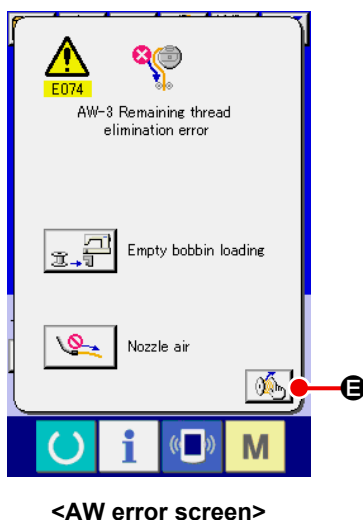 E074
AW-3 Remaining thread
elimination error
Empty bobbin loading
Nozzle air
E
i
M
<AW error screen>